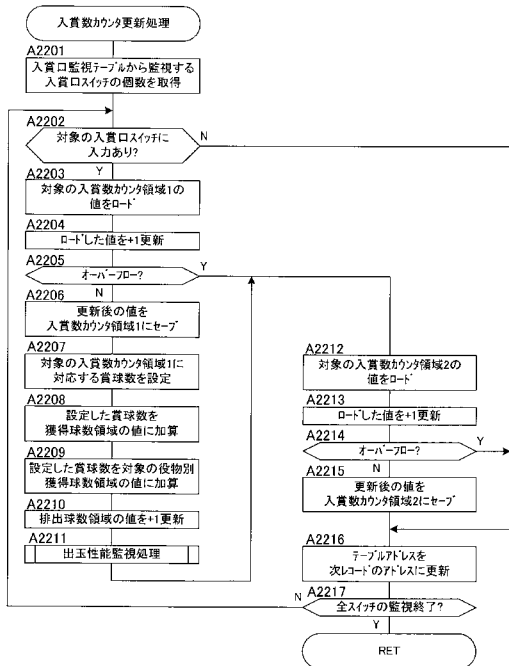 入賞数カウンタ更新処理
A2201
入賞口監視テーブルから監視する
入賞口スイッチの個数を取得
A2202
対象の入賞口スイッチに
入力あり?
N
Y
A2203
対象の入賞数カウンタ領域1の
値をロード
A2204
ロードした値を+1更新
A2205
オーバーフロー?
Y
N
A2206
更新後の値を
入賞数カウンタ領域1にセーブ
A2207
対象の入賞数カウンタ領域1に
対応する賞球数を設定
A2208
設定した賞球数を
獲得球数領域の値に加算
A2209
設定した賞球数を対象の役物別
獲得球数領域の値に加算
A2210
排出球数領域の値を+1更新
A2211
出玉性能監視処理
A2212
対象の入賞数カウンタ領域2の
値をロード
A2213
ロードした値を+1更新
A2214
オーバーフロー?
Y
N
A2215
更新後の値を
入賞数カウンタ領域2にセーブ
A2216
テーブルアドレスを
次レコードのアドレスに更新
A2217
全スイッチの監視終了?
N
Y
RET